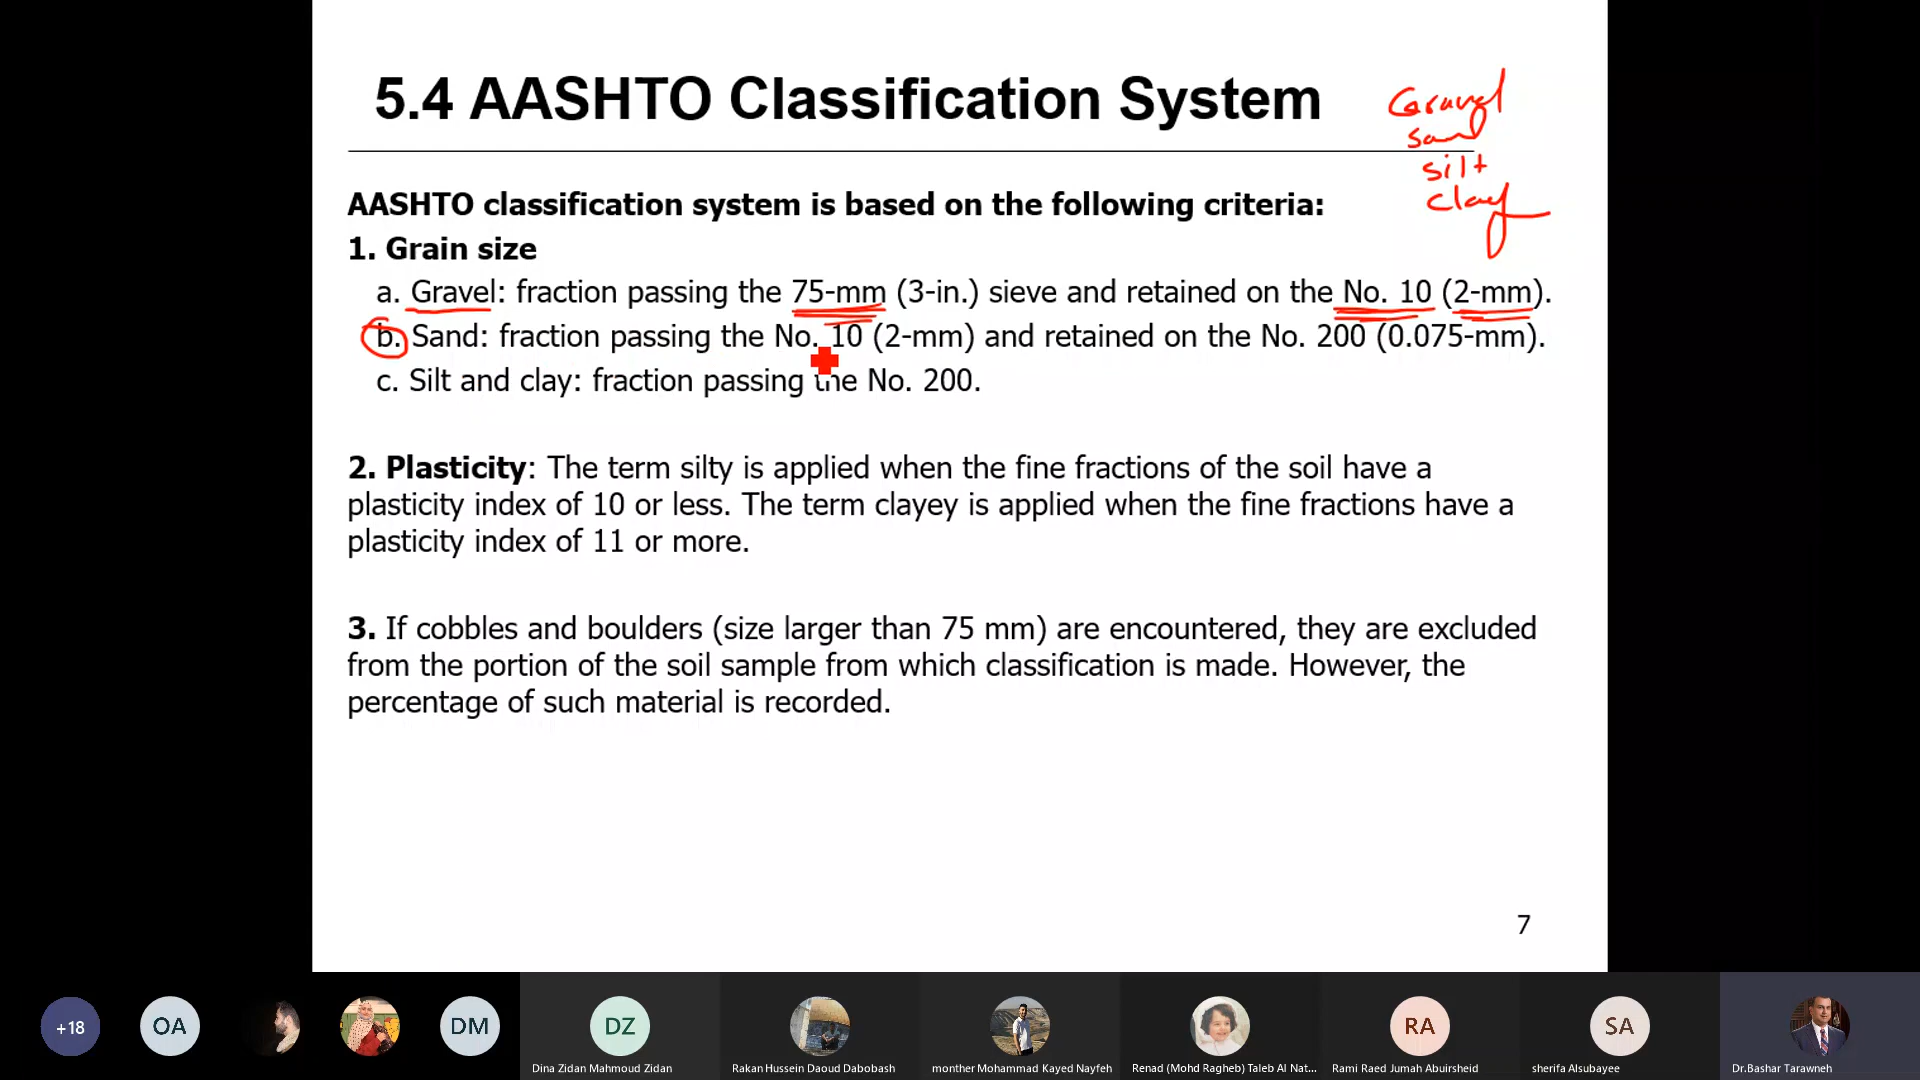 5.4 AASHTO Classification System
Gravel
sand
silt
clay
AASHTO classification system is based on the following criteria:
1. Grain size
a. Gravel: fraction passing the 75-mm (3-in.) sieve and retained on the No. 10 (2-mm).
b. Sand: fraction passing the No. 10 (2-mm) and retained on the No. 200 (0.075-mm).
c. Silt and clay: fraction passing the No. 200.
2. Plasticity: The term silty is applied when the fine fractions of the soil have a
plasticity index of 10 or less. The term clayey is applied when the fine fractions have a
plasticity index of 11 or more.
3. If cobbles and boulders (size larger than 75 mm) are encountered, they are excluded
from the portion of the soil sample from which classification is made. However, the
percentage of such material is recorded.
7
+18
OA
DM
DZ
RA
SA
Dina Zidan Mahmoud Zidan
Rakan Hussein Daoud Dabobash
monther Mohammad Kayed Nayfeh
Renad (Mohd Ragheb) Taleb Al Nat...
Rami Raed Jumah Abuirsheid
sherifa Alsubayee
Dr.Bashar Tarawneh